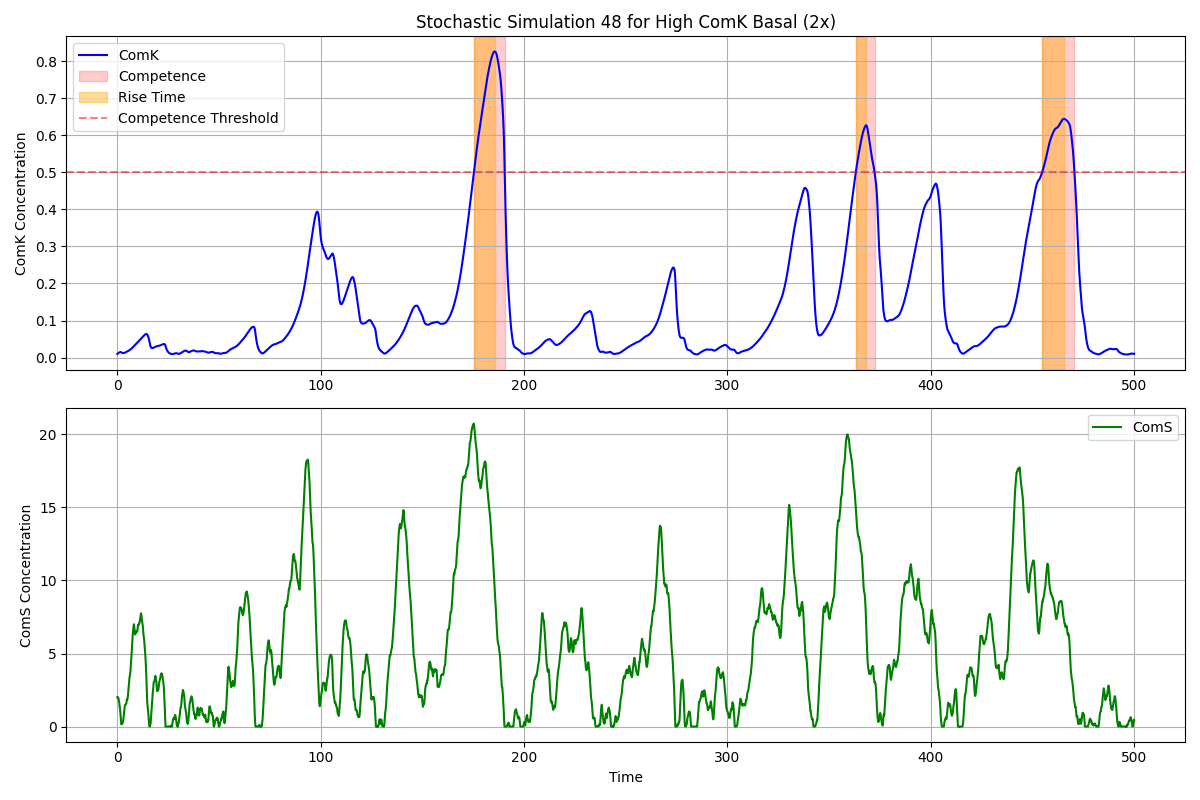 Stochastic Simulation 48 for High ComK Basal (2x)
ComK Concentration
0.8
0.7
0.6
0.5
0.4
0.3
0.2
0.1
0.0
ComK
Competence
Rise Time
Competence Threshold
0 100 200 300 400 500
ComS Concentration
20
15
10
5
0
ComS
0 100 200 300 400 500
Time